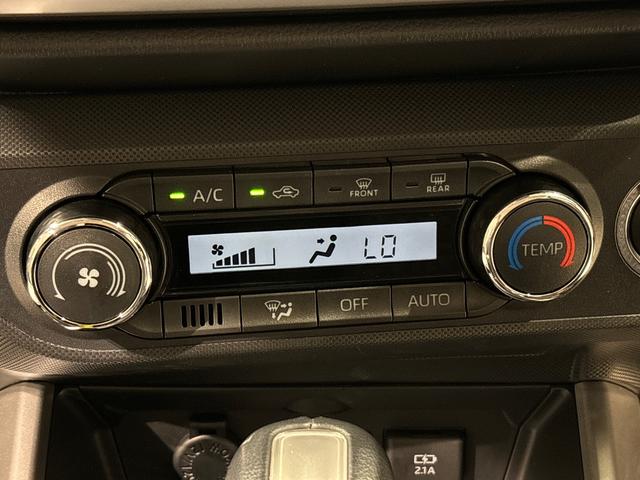 A/C
FRONT
REAR
LO
TEMP
OFF
AUTO
2.1A